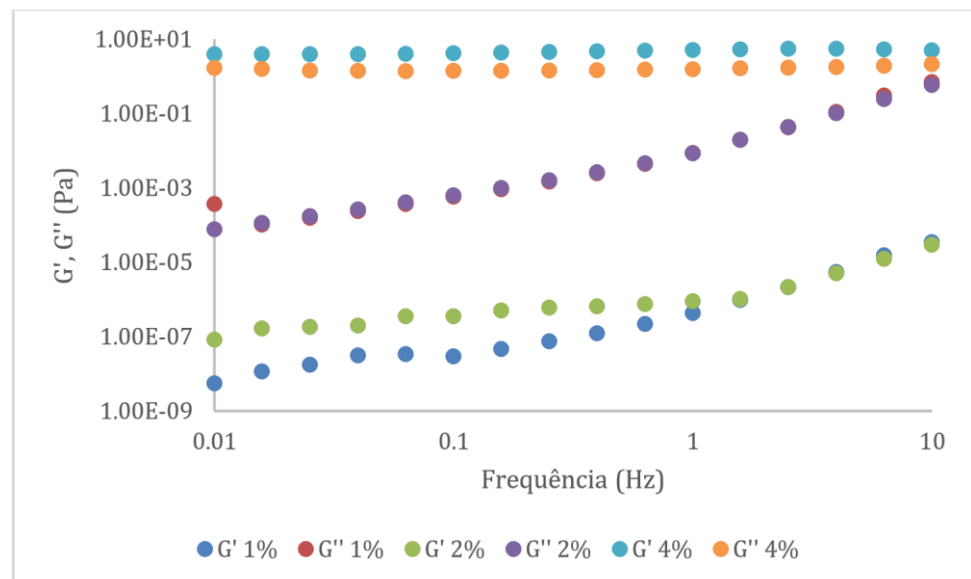 1.00E+01
1.00E-01
1.00E-03
1.00E-05
1.00E-07
1.00E-09
G', G'' (Pa)
0.01 0.1 1 10
Frequência (Hz)
G' 1% G'' 1% G' 2% G'' 2% G' 4% G'' 4%